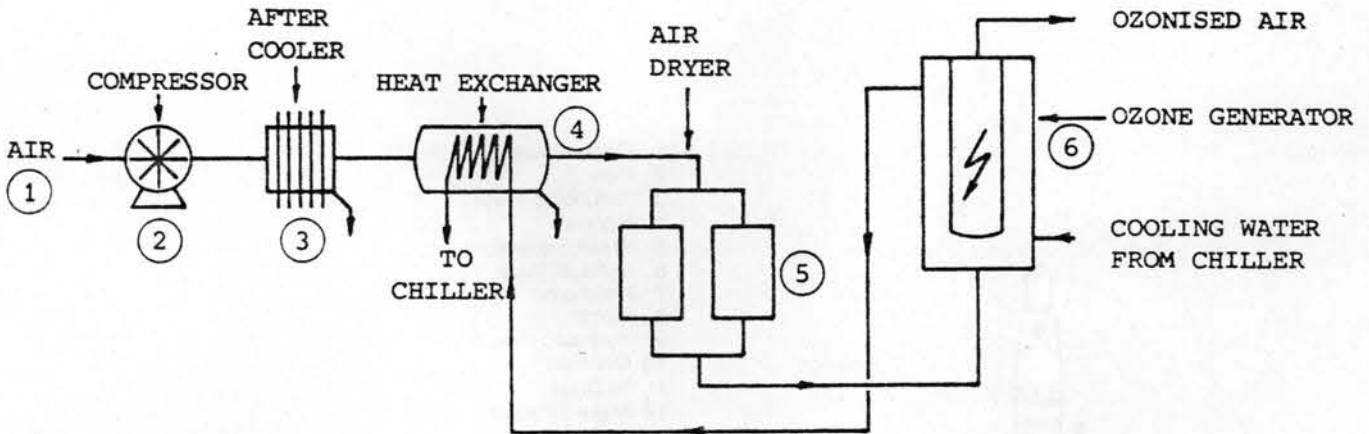 AFTER
COOLER
AIR
DRYER
OZONISED AIR
COMPRESSOR
HEAT EXCHANGER
4
OZONE GENERATOR
6
AIR
1
2
3
TO
CHILLER
5
COOLING WATER
FROM CHILLER